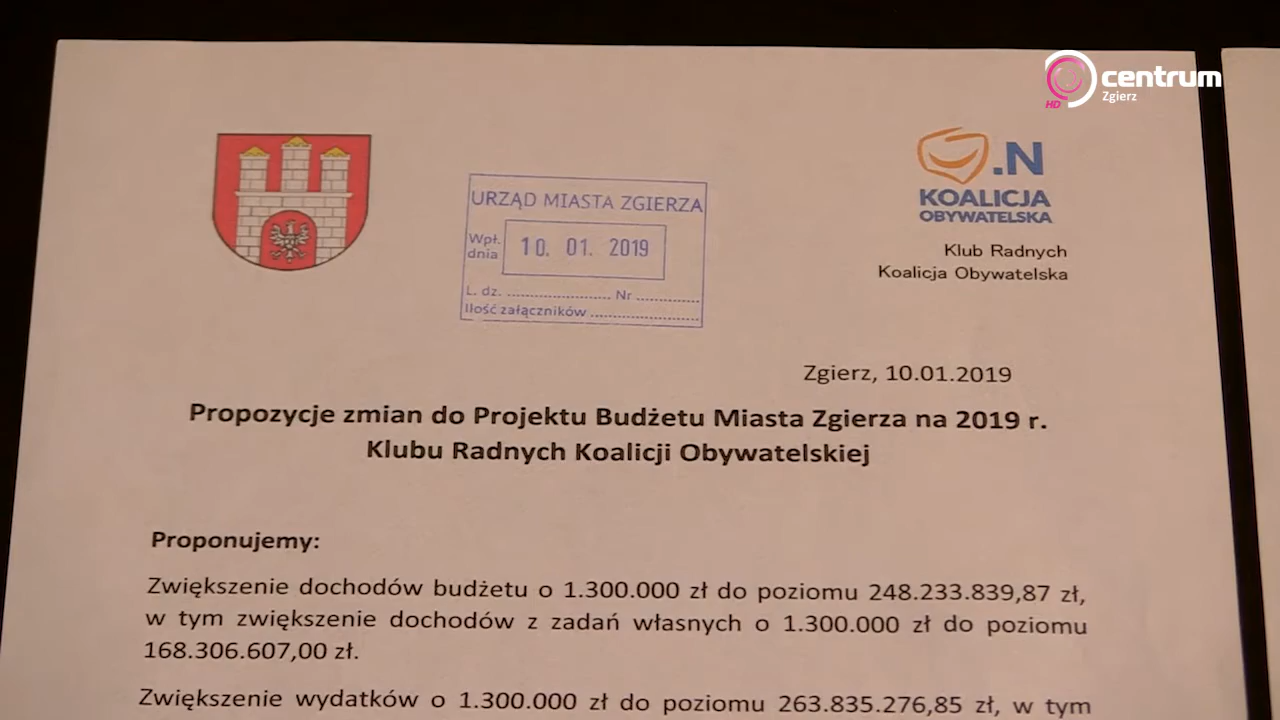 HD
centrum
Zgierz
.N
KOALICJA
OBYWATELSKA
Klub Radnych
Koalicja Obywatelska
URZĄD MIASTA ZGIERZA
Wpł.
dnia
10. 01. 2019
L. dz. .................... Nr ............
Ilość załączników .....................
Zgierz, 10.01.2019
Propozycje zmian do Projektu Budżetu Miasta Zgierza na 2019 r.
Klubu Radnych Koalicji Obywatelskiej
Proponujemy:
Zwiększenie dochodów budżetu o 1.300.000 zł do poziomu 248.233.839,87 zł,
w tym zwiększenie dochodów z zadań własnych o 1.300.000 zł do poziomu
168.306.607,00 zł.
Zwiększenie wydatków o 1.300.000 zł do poziomu 263.835.276,85 zł, w tym